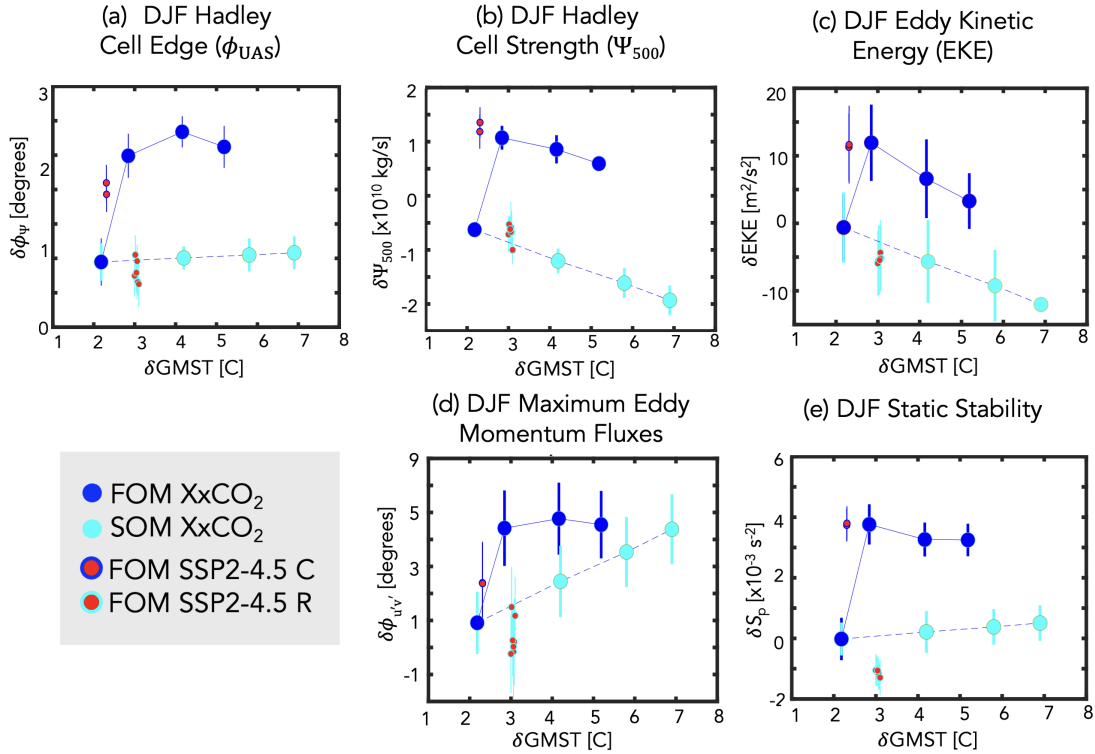 (a) DJF Hadley
Cell Edge (ϕUAS)
3
2
1
0
δϕΨ [degrees]
1 2 3 4 5 6 7 8
δGMST [C]
(b) DJF Hadley
Cell Strength (Ψ500)
2
1
0
-1
-2
δΨ500 [x10¹⁰ kg/s]
1 2 3 4 5 6 7 8
δGMST [C]
(c) DJF Eddy Kinetic
Energy (EKE)
20
10
0
-10
δEKE [m²/s²]
1 2 3 4 5 6 7 8
δGMST [C]
FOM XxCO₂
SOM XxCO₂
FOM SSP2-4.5 C
FOM SSP2-4.5 R
(d) DJF Maximum Eddy
Momentum Fluxes
9
7
5
3
1
-1
δϕu′v′ [degrees]
1 2 3 4 5 6 7 8
δGMST [C]
(e) DJF Static Stability
6
4
2
0
-2
δSp [x10⁻³ s⁻²]
1 2 3 4 5 6 7 8
δGMST [C]